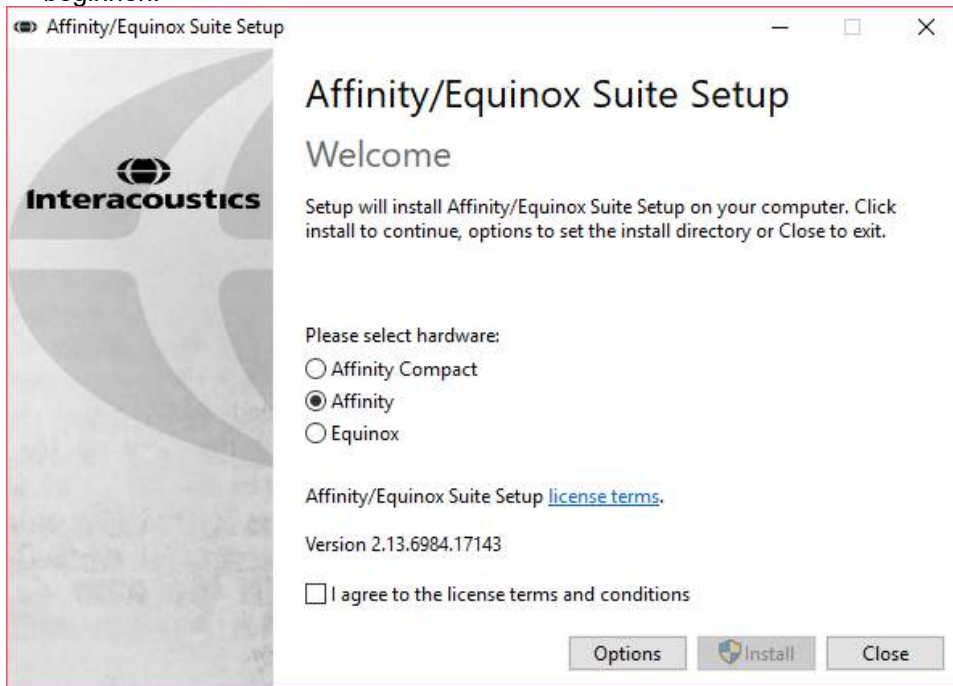 Affinity/Equinox Suite Setup
Affinity/Equinox Suite Setup
Welcome
Interacoustics
Setup will install Affinity/Equinox Suite Setup on your computer. Click
install to continue, options to set the install directory or Close to exit.
Please select hardware:
Affinity Compact
Affinity
Equinox
Affinity/Equinox Suite Setup license terms.
Version 2.13.6984.17143
I agree to the license terms and conditions
Options
Install
Close